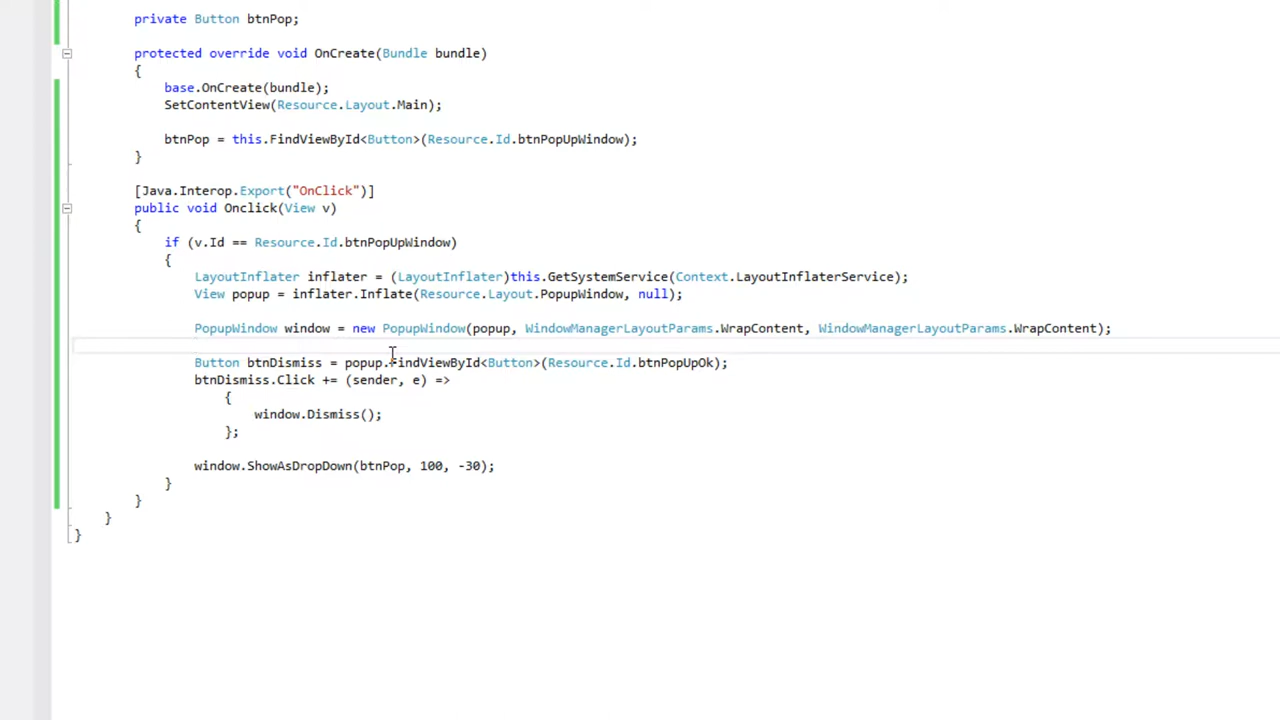 private Button btnPop;
protected override void OnCreate(Bundle bundle)
{
base.OnCreate(bundle);
SetContentView(Resource.Layout.Main);
btnPop = this.FindViewById<Button>(Resource.Id.btnPopUpWindow);
}
[Java.Interop.Export("OnClick")]
public void Onclick(View v)
{
if (v.Id == Resource.Id.btnPopUpWindow)
{
LayoutInflater inflater = (LayoutInflater)this.GetSystemService(Context.LayoutInflaterService);
View popup = inflater.Inflate(Resource.Layout.PopupWindow, null);
PopupWindow window = new PopupWindow(popup, WindowManagerLayoutParams.WrapContent, WindowManagerLayoutParams.WrapContent);
Button btnDismiss = popup.FindViewById<Button>(Resource.Id.btnPopUpOk);
btnDismiss.Click += (sender, e) =>
{
window.Dismiss();
};
window.ShowAsDropDown(btnPop, 100, -30);
}
}
}
}